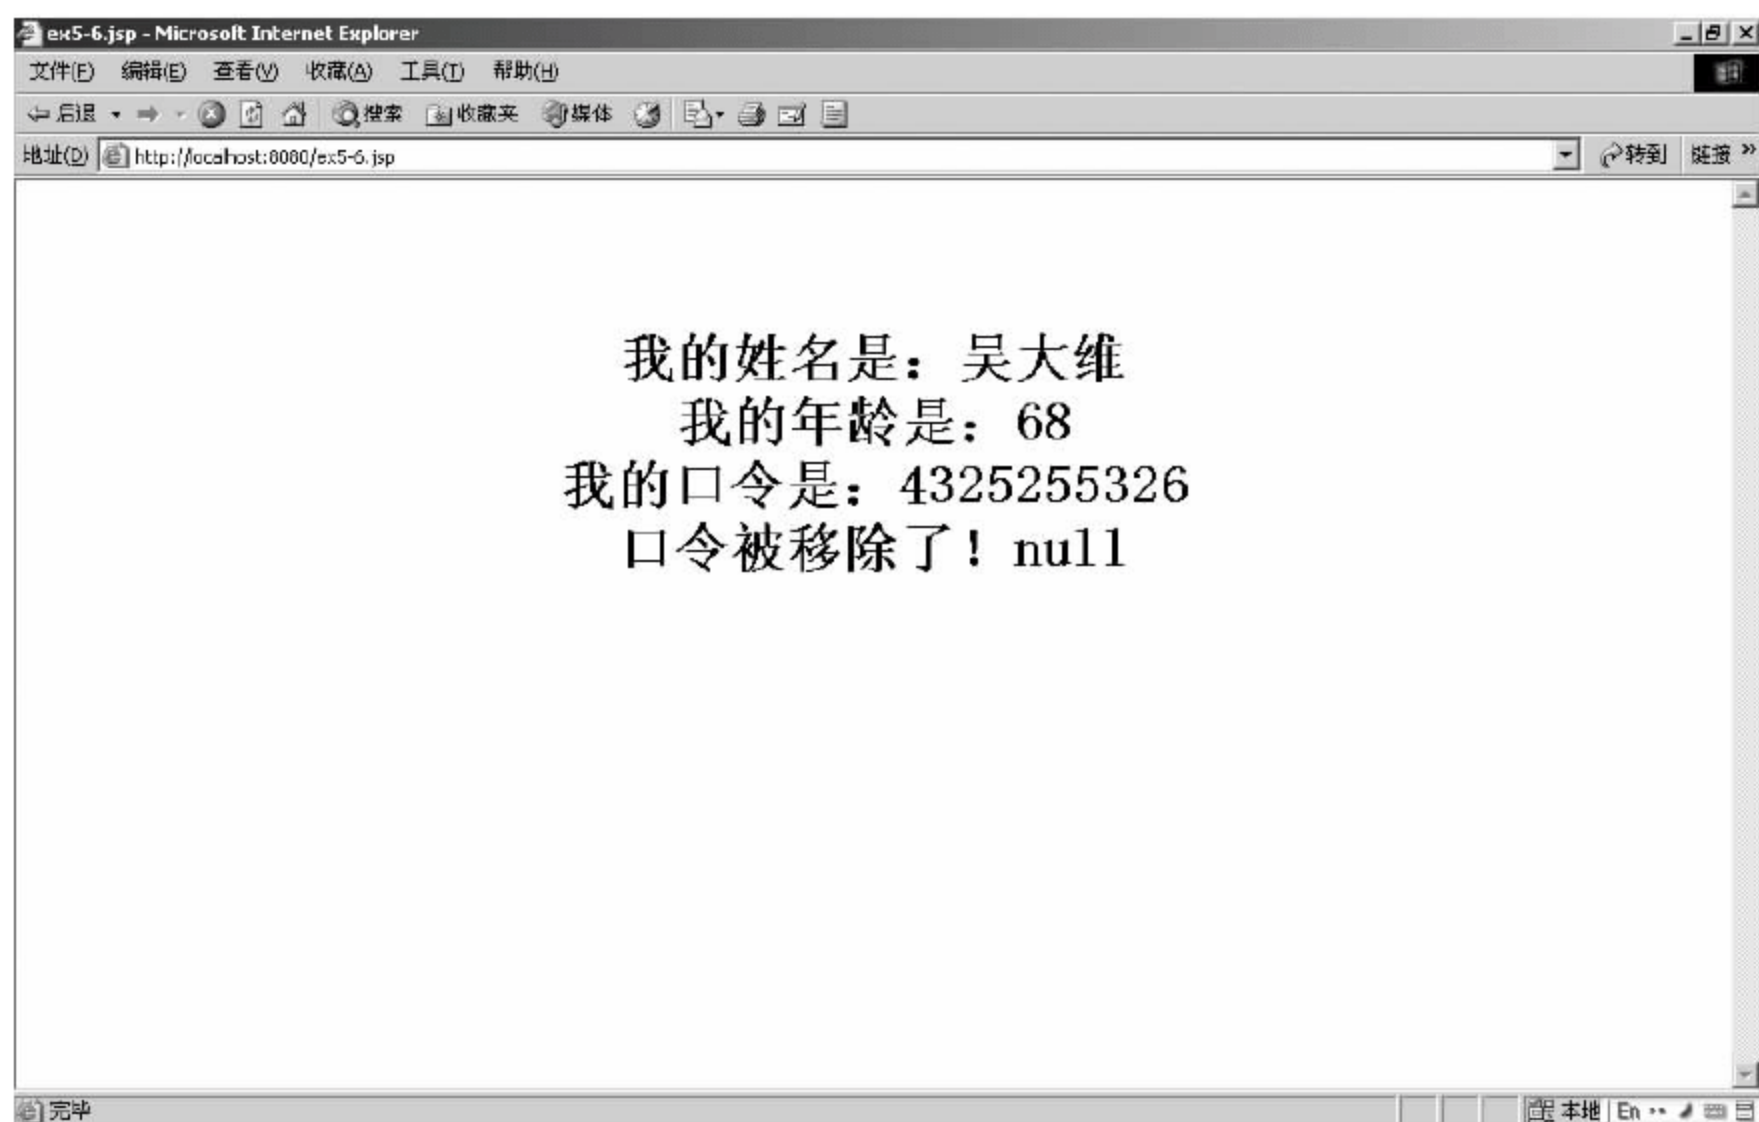 ex5-6.jsp - Microsoft Internet Explorer
文件(F) 编辑(E) 查看(V) 收藏(A) 工具(T) 帮助(H)
后退 搜索 收藏夹 媒体
地址(D) http://localhost:8080/ex5-6.jsp 转到 链接 »
我的姓名是：吴大维
我的年龄是：68
我的口令是：4325255326
口令被移除了！null
完毕 本地 En